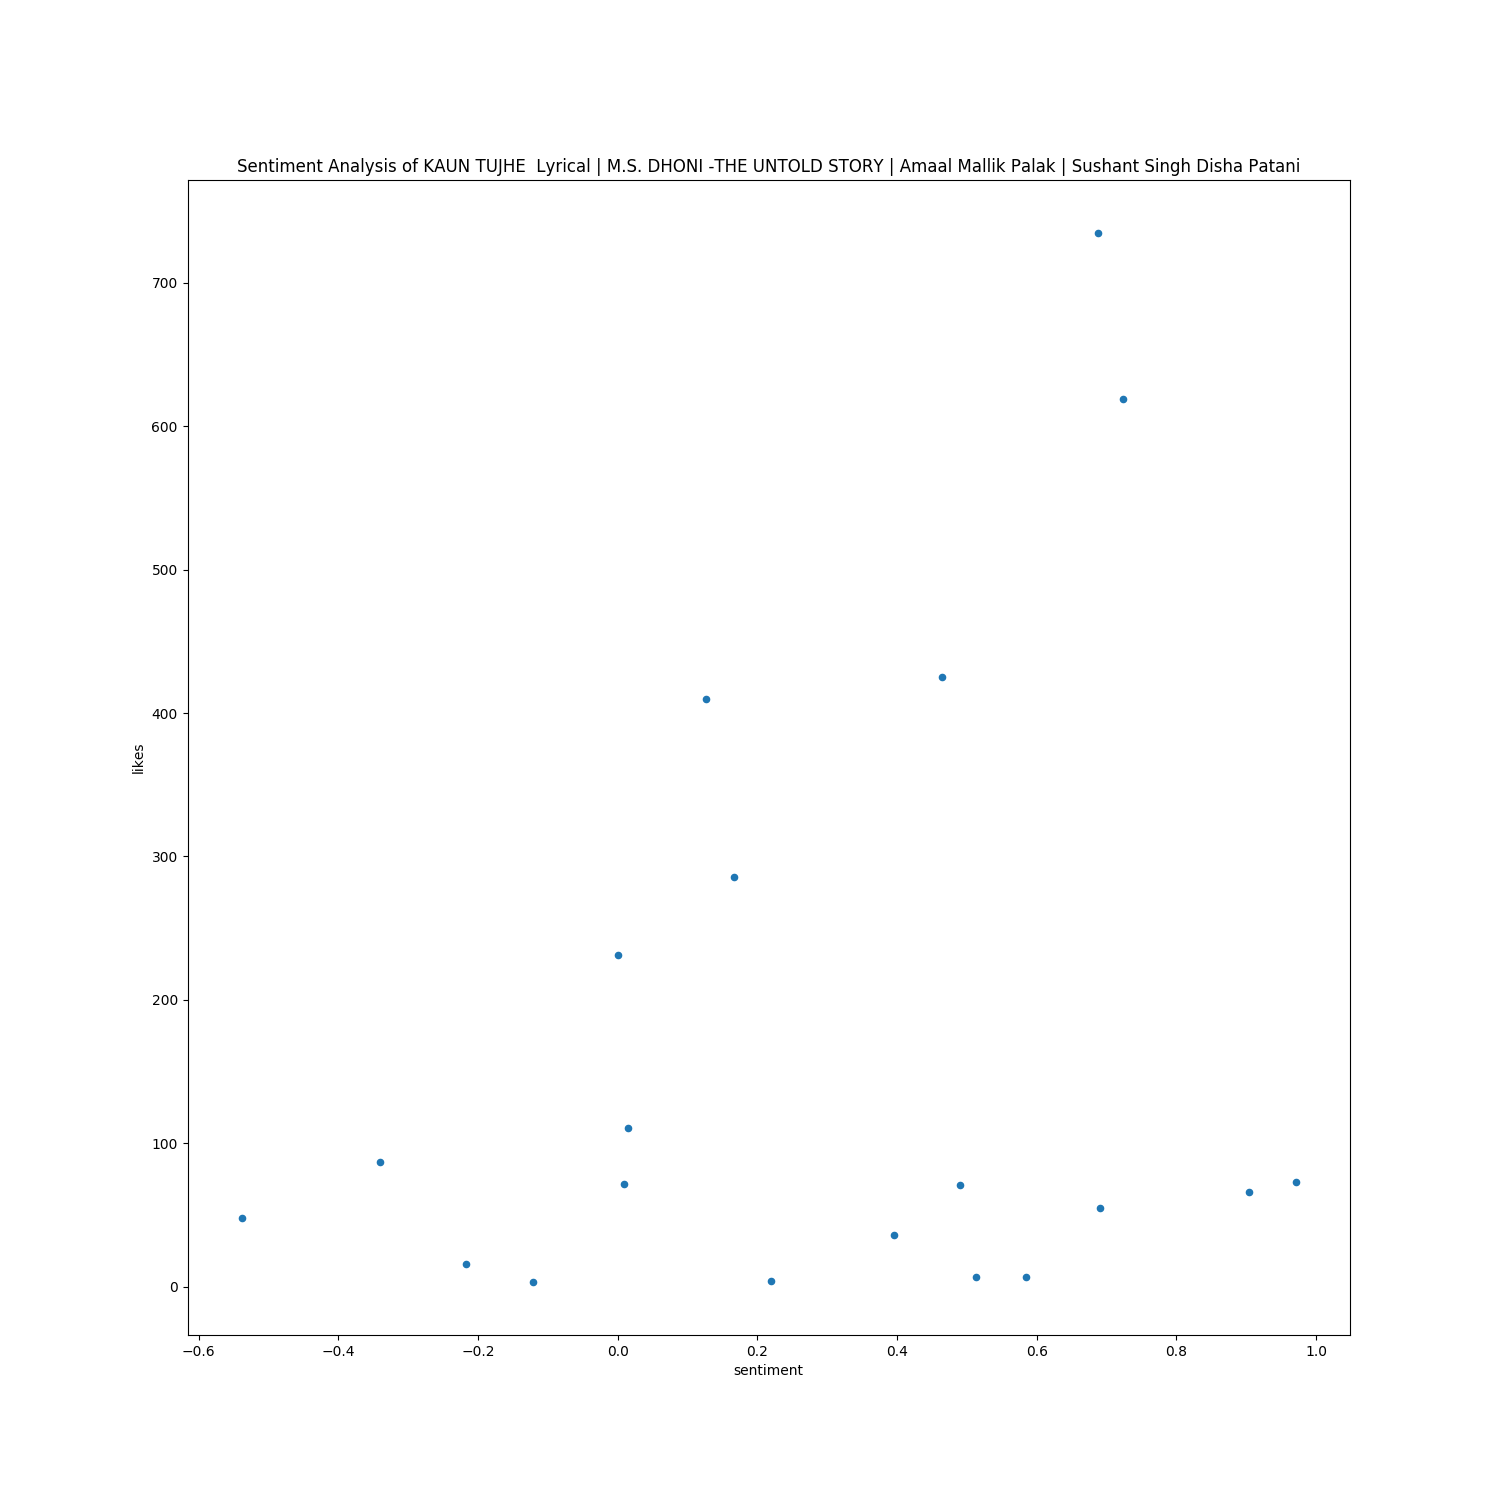 Sentiment Analysis of KAUN TUJHE  Lyrical | M.S. DHONI -THE UNTOLD STORY | Amaal Mallik Palak | Sushant Singh Disha Patani
700
600
500
400
likes
300
200
100
0
−0.6 −0.4 −0.2 0.0 0.2 0.4 0.6 0.8 1.0
sentiment